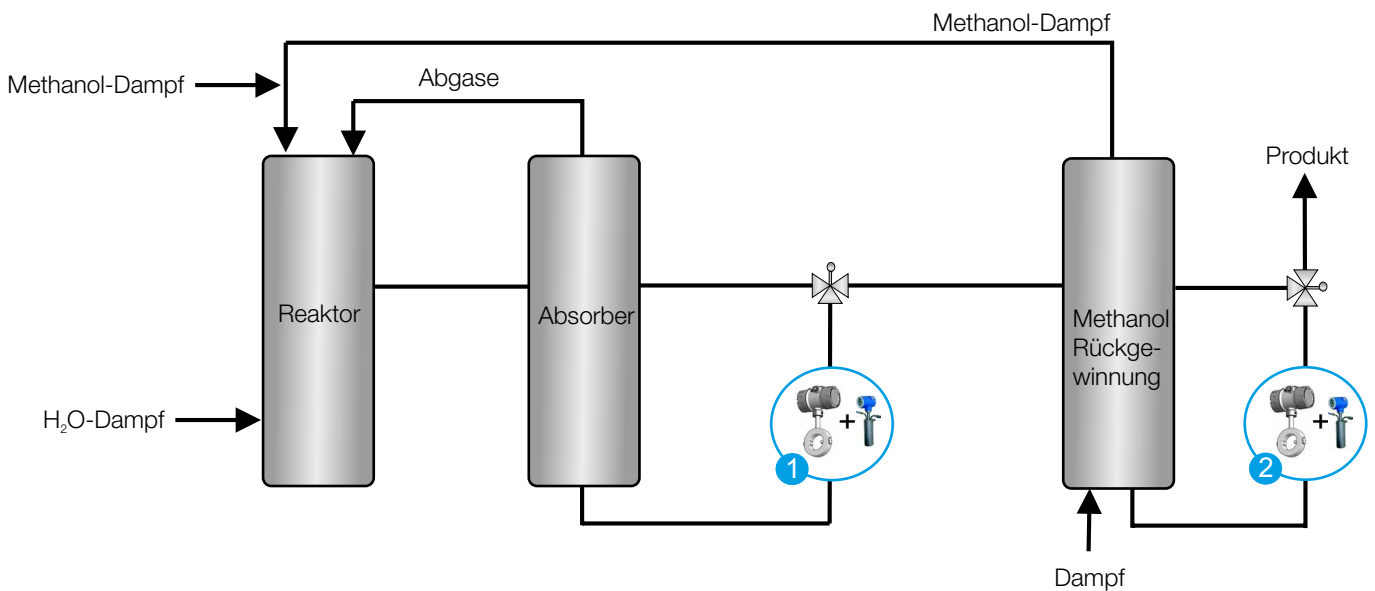 Methanol-Dampf
Methanol-Dampf
Abgase
Produkt
Reaktor
Absorber
Methanol
Rückge-
winnung
H₂O-Dampf
+
+
1
2
Dampf